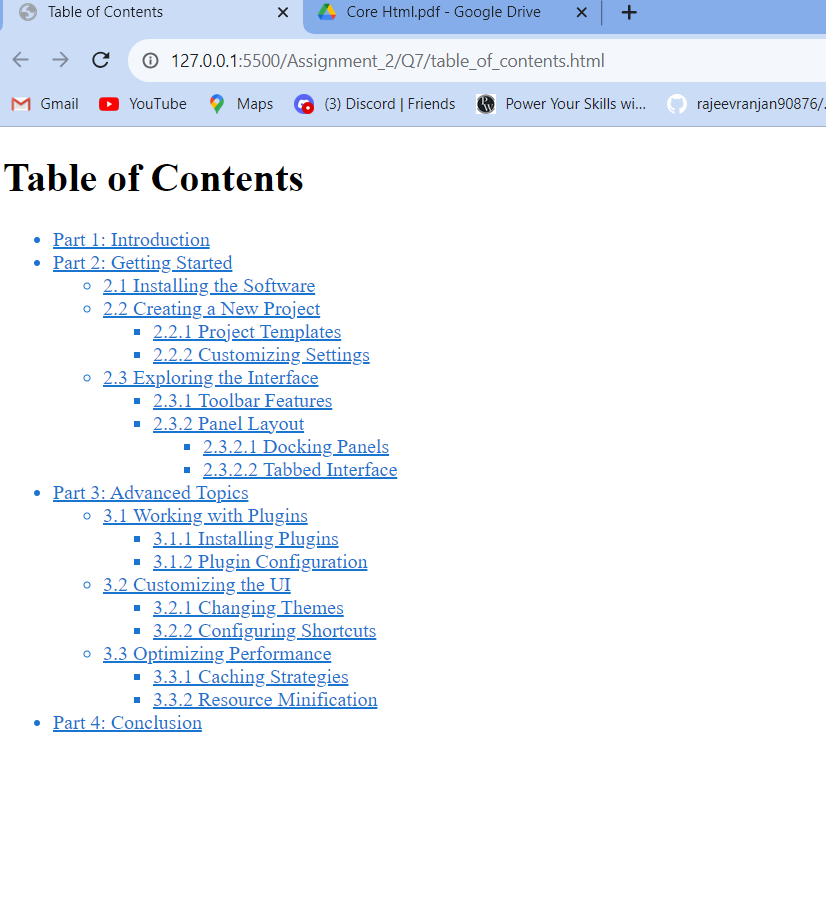 Table of Contents
Core Html.pdf - Google Drive
127.0.0.1:5500/Assignment_2/Q7/table_of_contents.html
Gmail YouTube Maps (3) Discord | Friends Power Your Skills wi... rajeevranjan90876/.
Table of Contents
Part 1: Introduction
Part 2: Getting Started
2.1 Installing the Software
2.2 Creating a New Project
2.2.1 Project Templates
2.2.2 Customizing Settings
2.3 Exploring the Interface
2.3.1 Toolbar Features
2.3.2 Panel Layout
2.3.2.1 Docking Panels
2.3.2.2 Tabbed Interface
Part 3: Advanced Topics
3.1 Working with Plugins
3.1.1 Installing Plugins
3.1.2 Plugin Configuration
3.2 Customizing the UI
3.2.1 Changing Themes
3.2.2 Configuring Shortcuts
3.3 Optimizing Performance
3.3.1 Caching Strategies
3.3.2 Resource Minification
Part 4: Conclusion